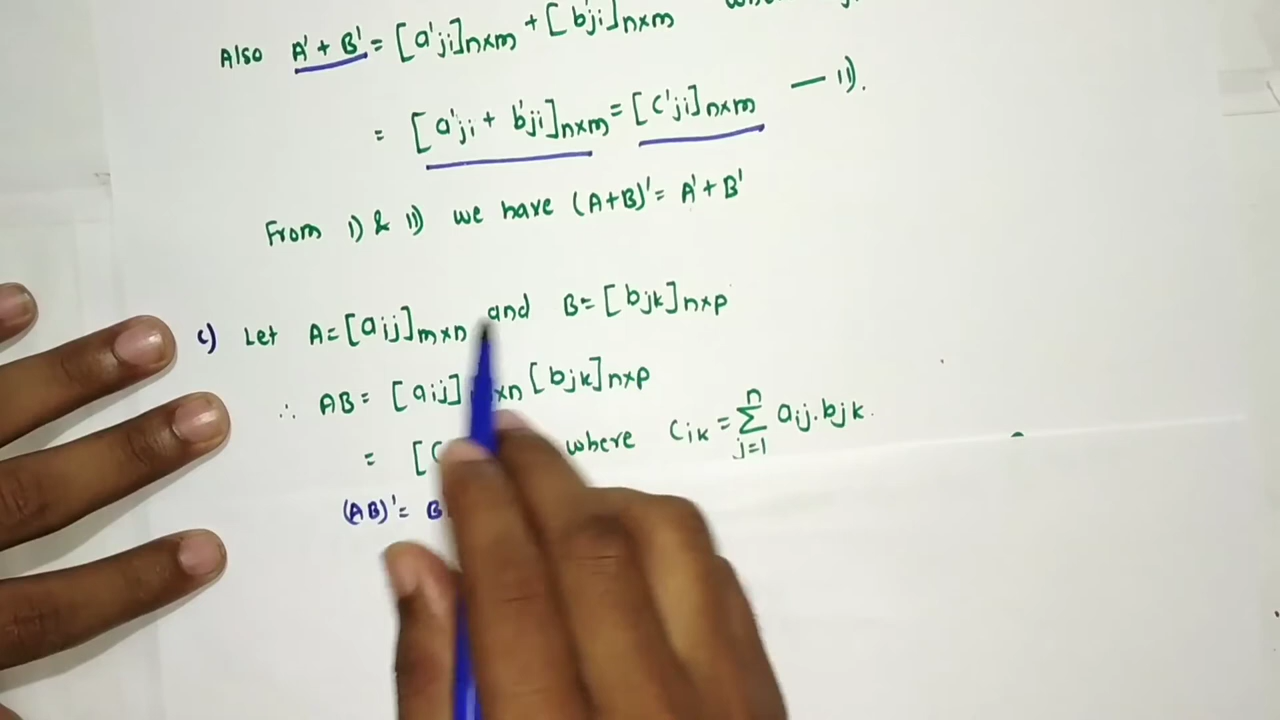 Also A' + B' = [a'ji]n×m + [b'ji]n×m
= [a'ji + b'ji]n×m = [c'ji]n×m — ii).
From i) & ii) we have (A+B)' = A' + B'
c) Let A = [aij]m×n and B = [bjk]n×p
∴ AB = [aij] ×n [bjk]n×p
= [C where Cik = n∑j=1 aij.bjk.
(AB)' = B